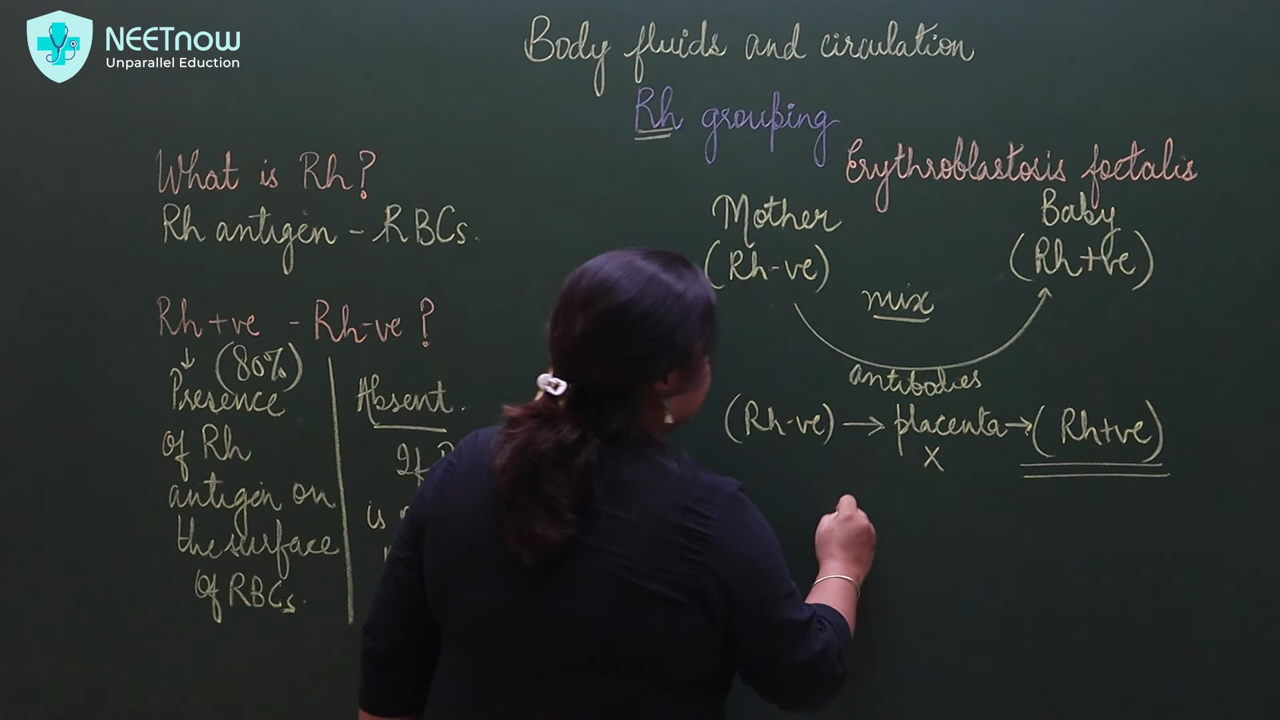 NEETnow
Unparallel Eduction
Body fluids and circulation
Rh grouping
What is Rh?
Rh antigen - RBCs.
Rh +ve - Rh-ve ?
(80%)
Presence
of Rh
antigen on
the surface
of RBCs.
Absent.
If
is
Erythroblastosis foetalis
Mother
(Rh-ve)
Baby
(Rh+ve)
mix
antibodies
(Rh-ve) → placenta → (Rh+ve)
X